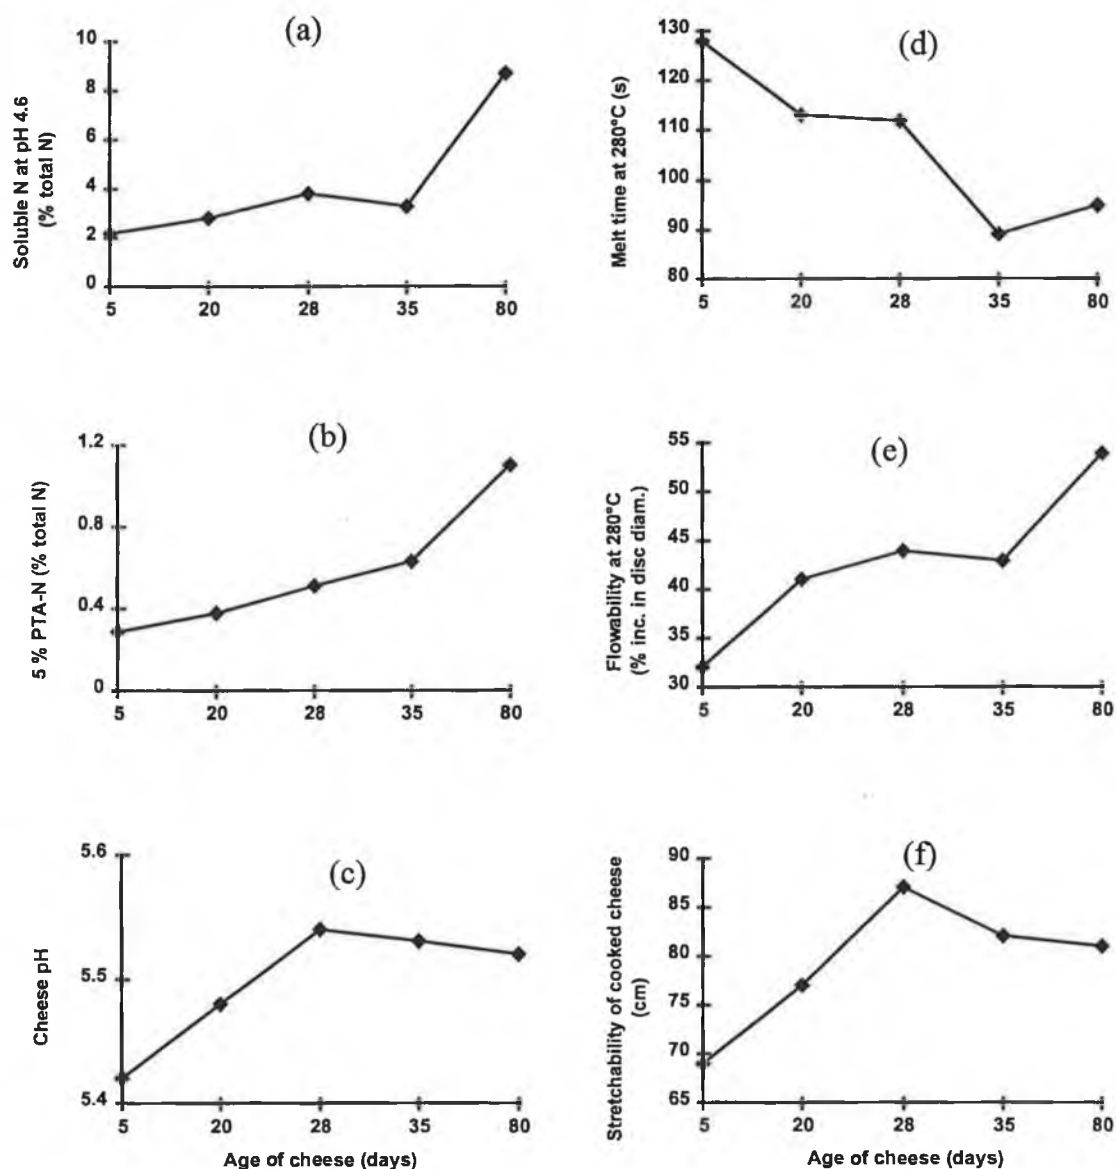 (a)
Soluble N at pH 4.6
(% total N)
10
8
6
4
2
0
5 20 28 35 80
(d)
Melt time at 280°C (s)
130
120
110
100
90
80
5 20 28 35 80
(b)
5 % PTA-N (% total N)
1.2
0.8
0.4
0
5 20 28 35 80
(e)
Flowability at 280°C
(% inc. in disc diam.)
55
50
45
40
35
30
5 20 28 35 80
(c)
Cheese pH
5.6
5.5
5.4
5 20 28 35 80
Age of cheese (days)
(f)
Stretchability of cooked cheese
(cm)
90
85
80
75
70
65
5 20 28 35 80
Age of cheese (days)